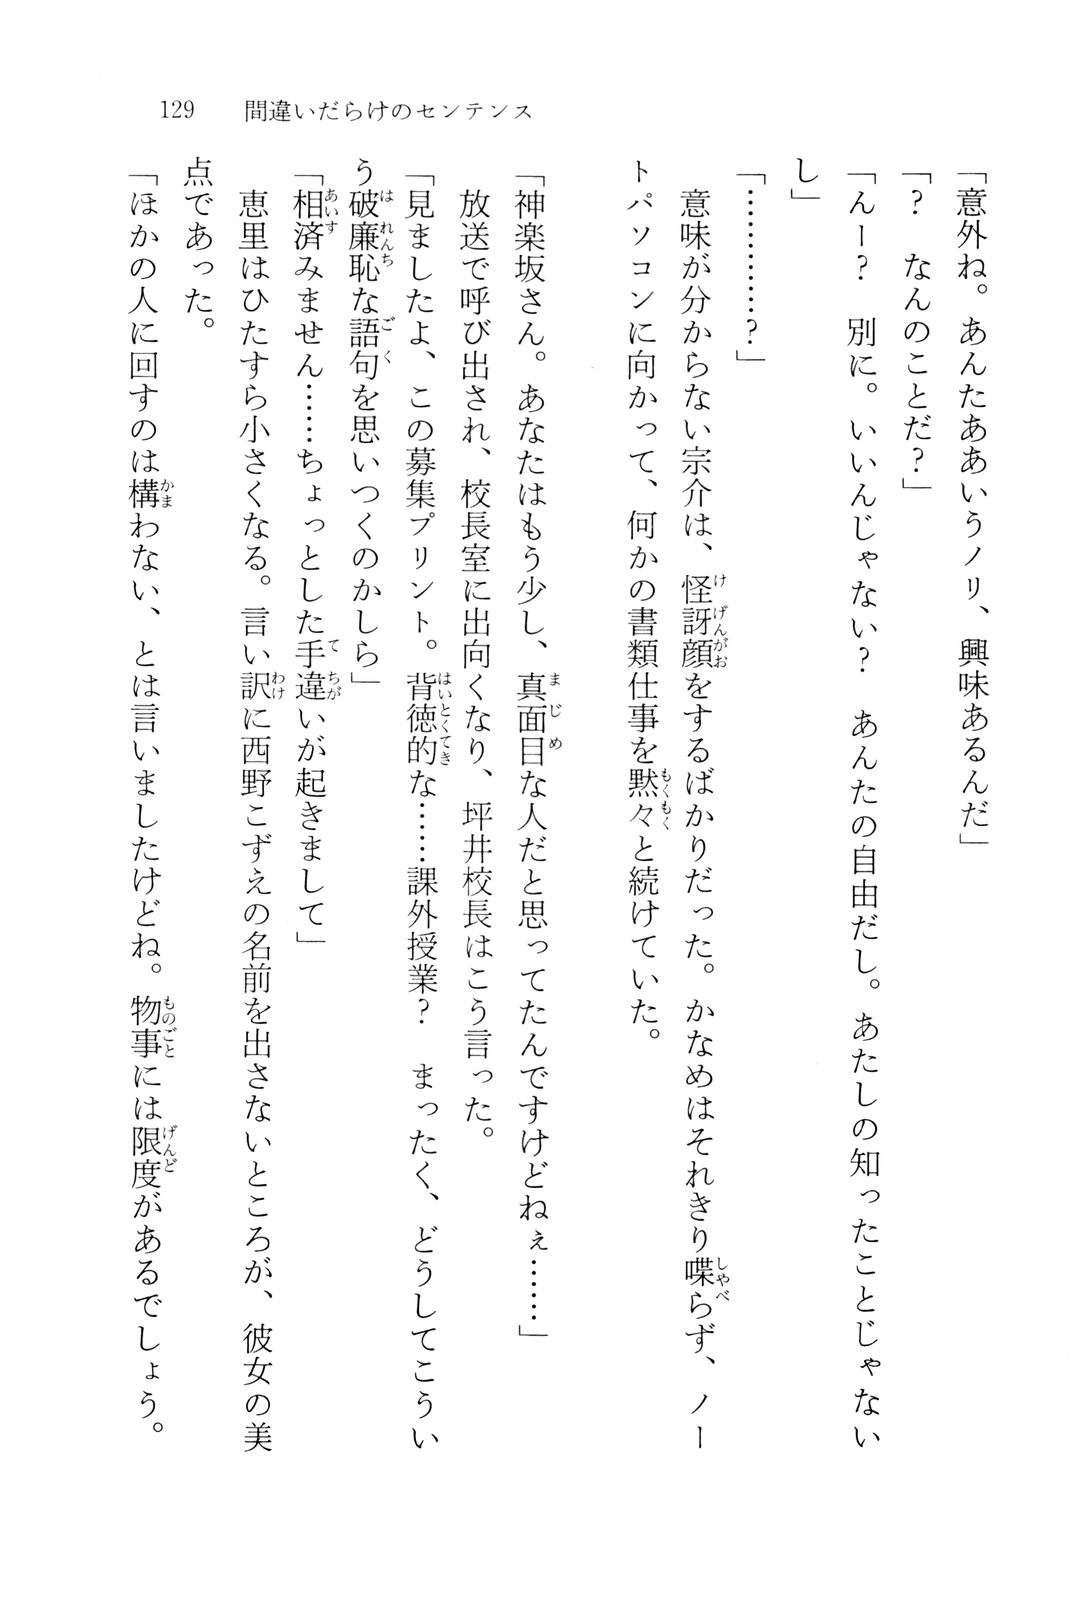 129 間違いだらけのセンテンス
「意外ね。あんたああいうノリ、興味あるんだ」
「? なんのことだ?」
「んー? 別に。いいんじゃない? あんたの自由だし。あたしの知ったことじゃない
し」
「…………?」
意味が分からない宗介は、怪訝顔をするばかりだった。かなめはそれきり喋らず、ノー
トパソコンに向かって、何かの書類仕事を黙々と続けていた。
「神楽坂さん。あなたはもう少し、真面目な人だと思ってたんですけどねぇ……」
放送で呼び出され、校長室に出向くなり、坪井校長はこう言った。
「見ましたよ、この募集プリント。背徳的な……課外授業? まったく、どうしてこうい
う破廉恥な語句を思いつくのかしら」
「相済みません……ちょっとした手違いが起きまして」
恵里はひたすら小さくなる。言い訳に西野こずえの名前を出さないところが、彼女の美
点であった。
「ほかの人に回すのは構わない、とは言いましたけどね。物事には限度があるでしょう。